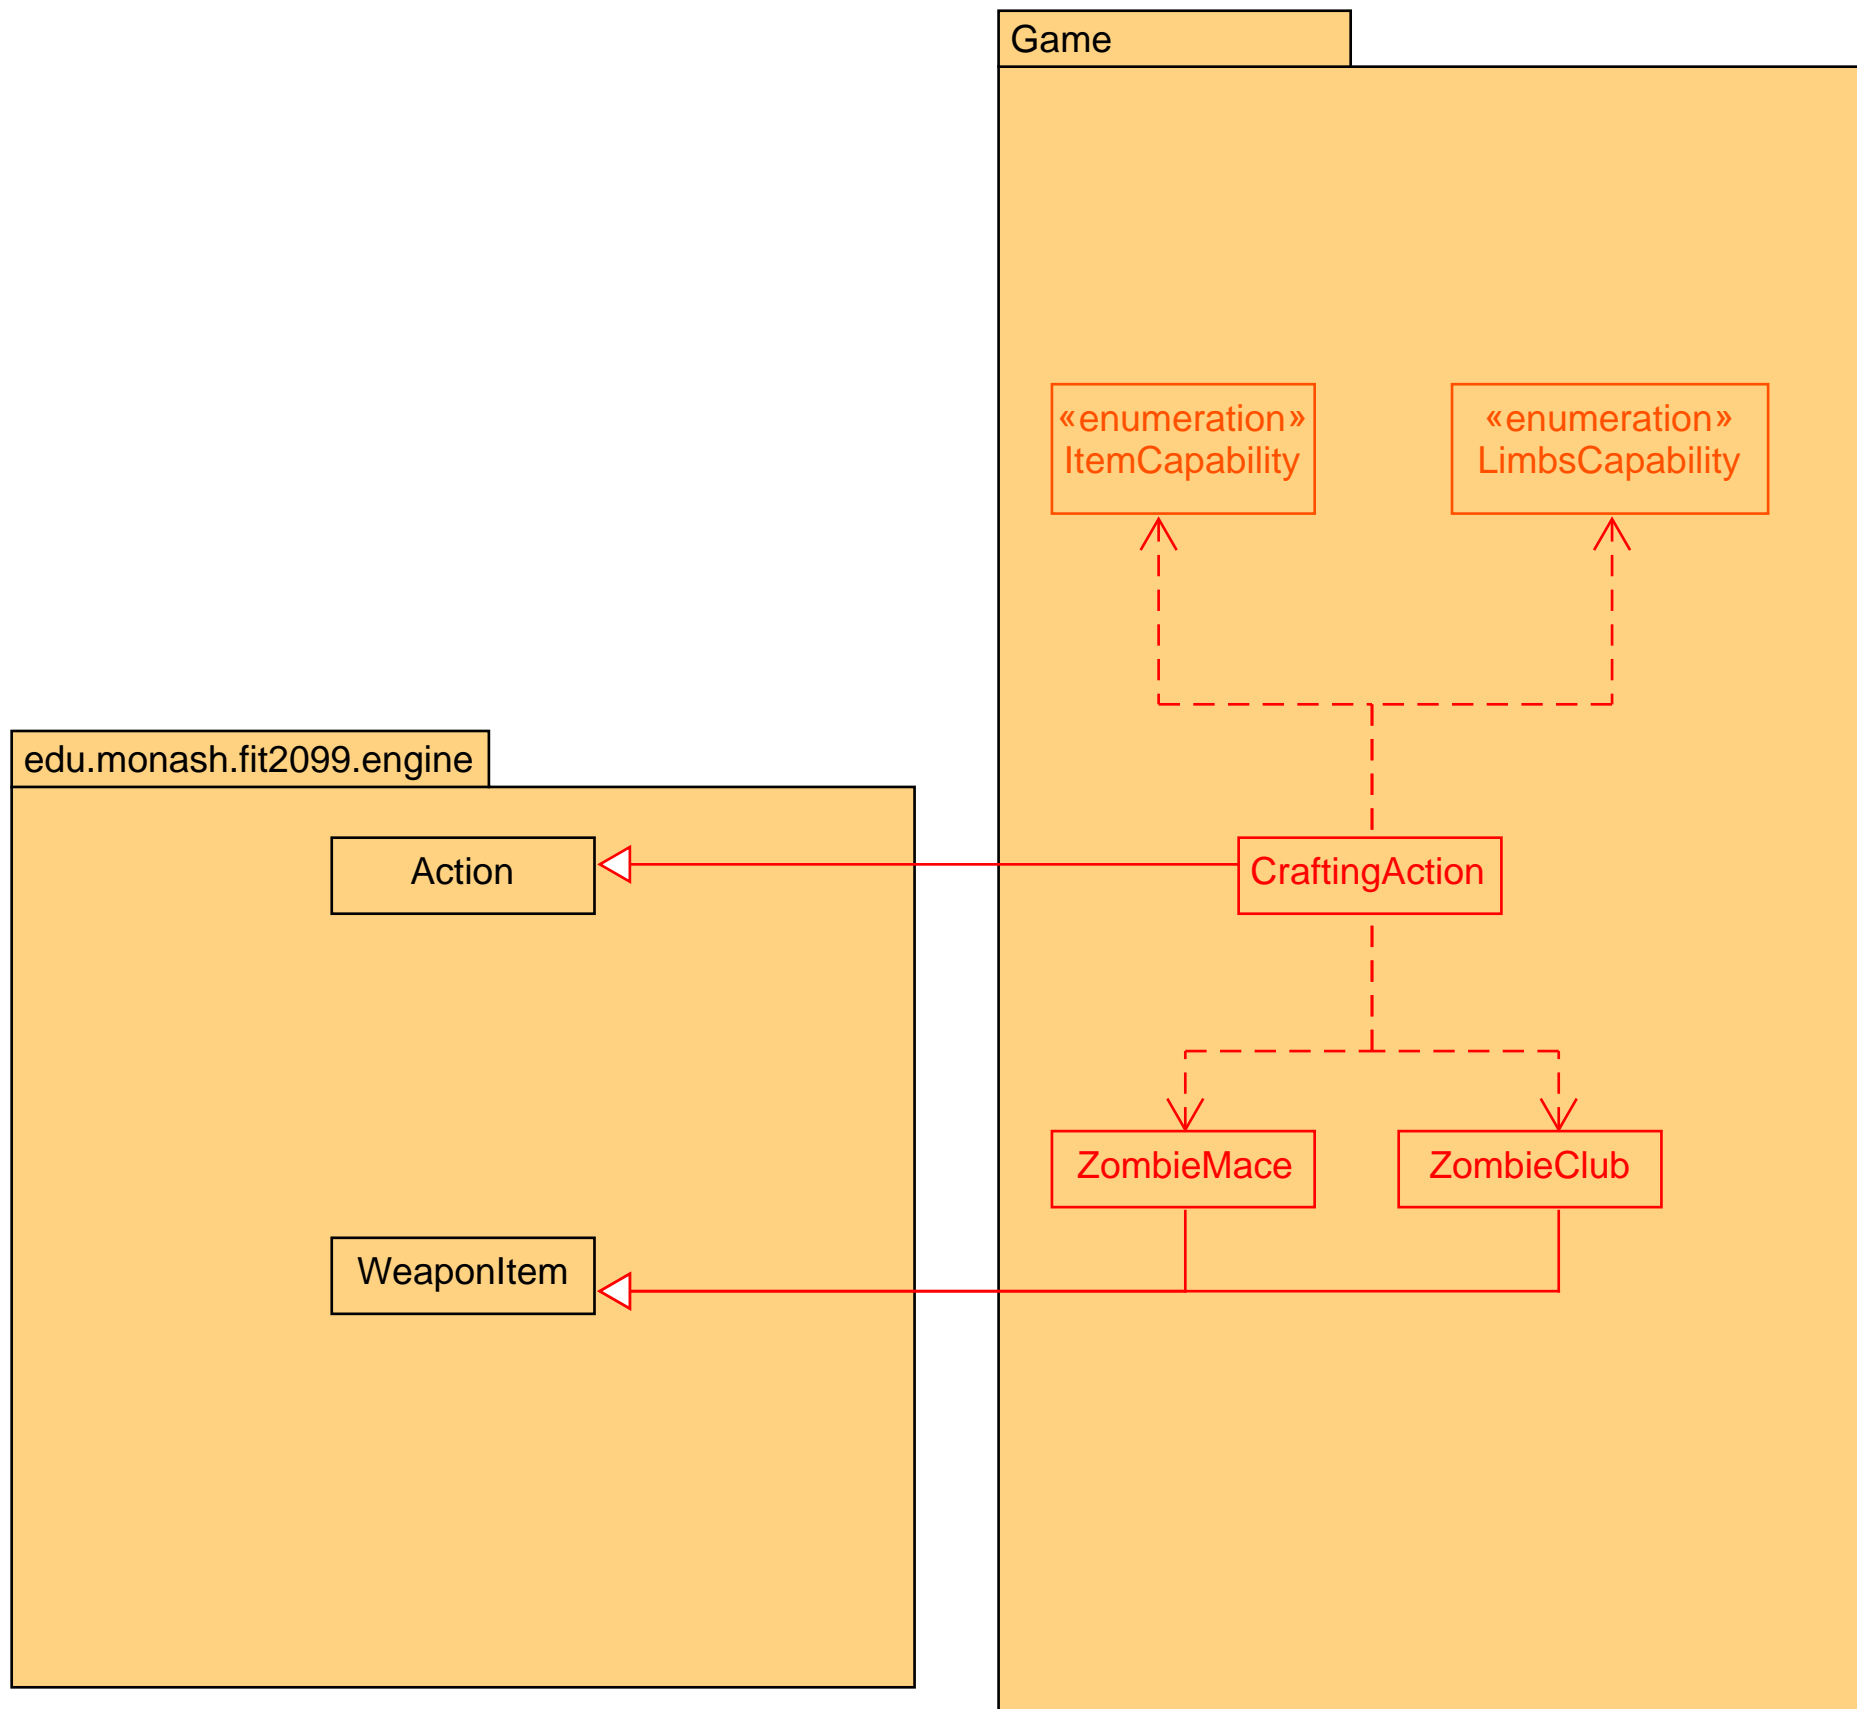 Game
«enumeration»
ItemCapability
«enumeration»
LimbsCapability
edu.monash.fit2099.engine
Action
CraftingAction
ZombieMace
ZombieClub
WeaponItem